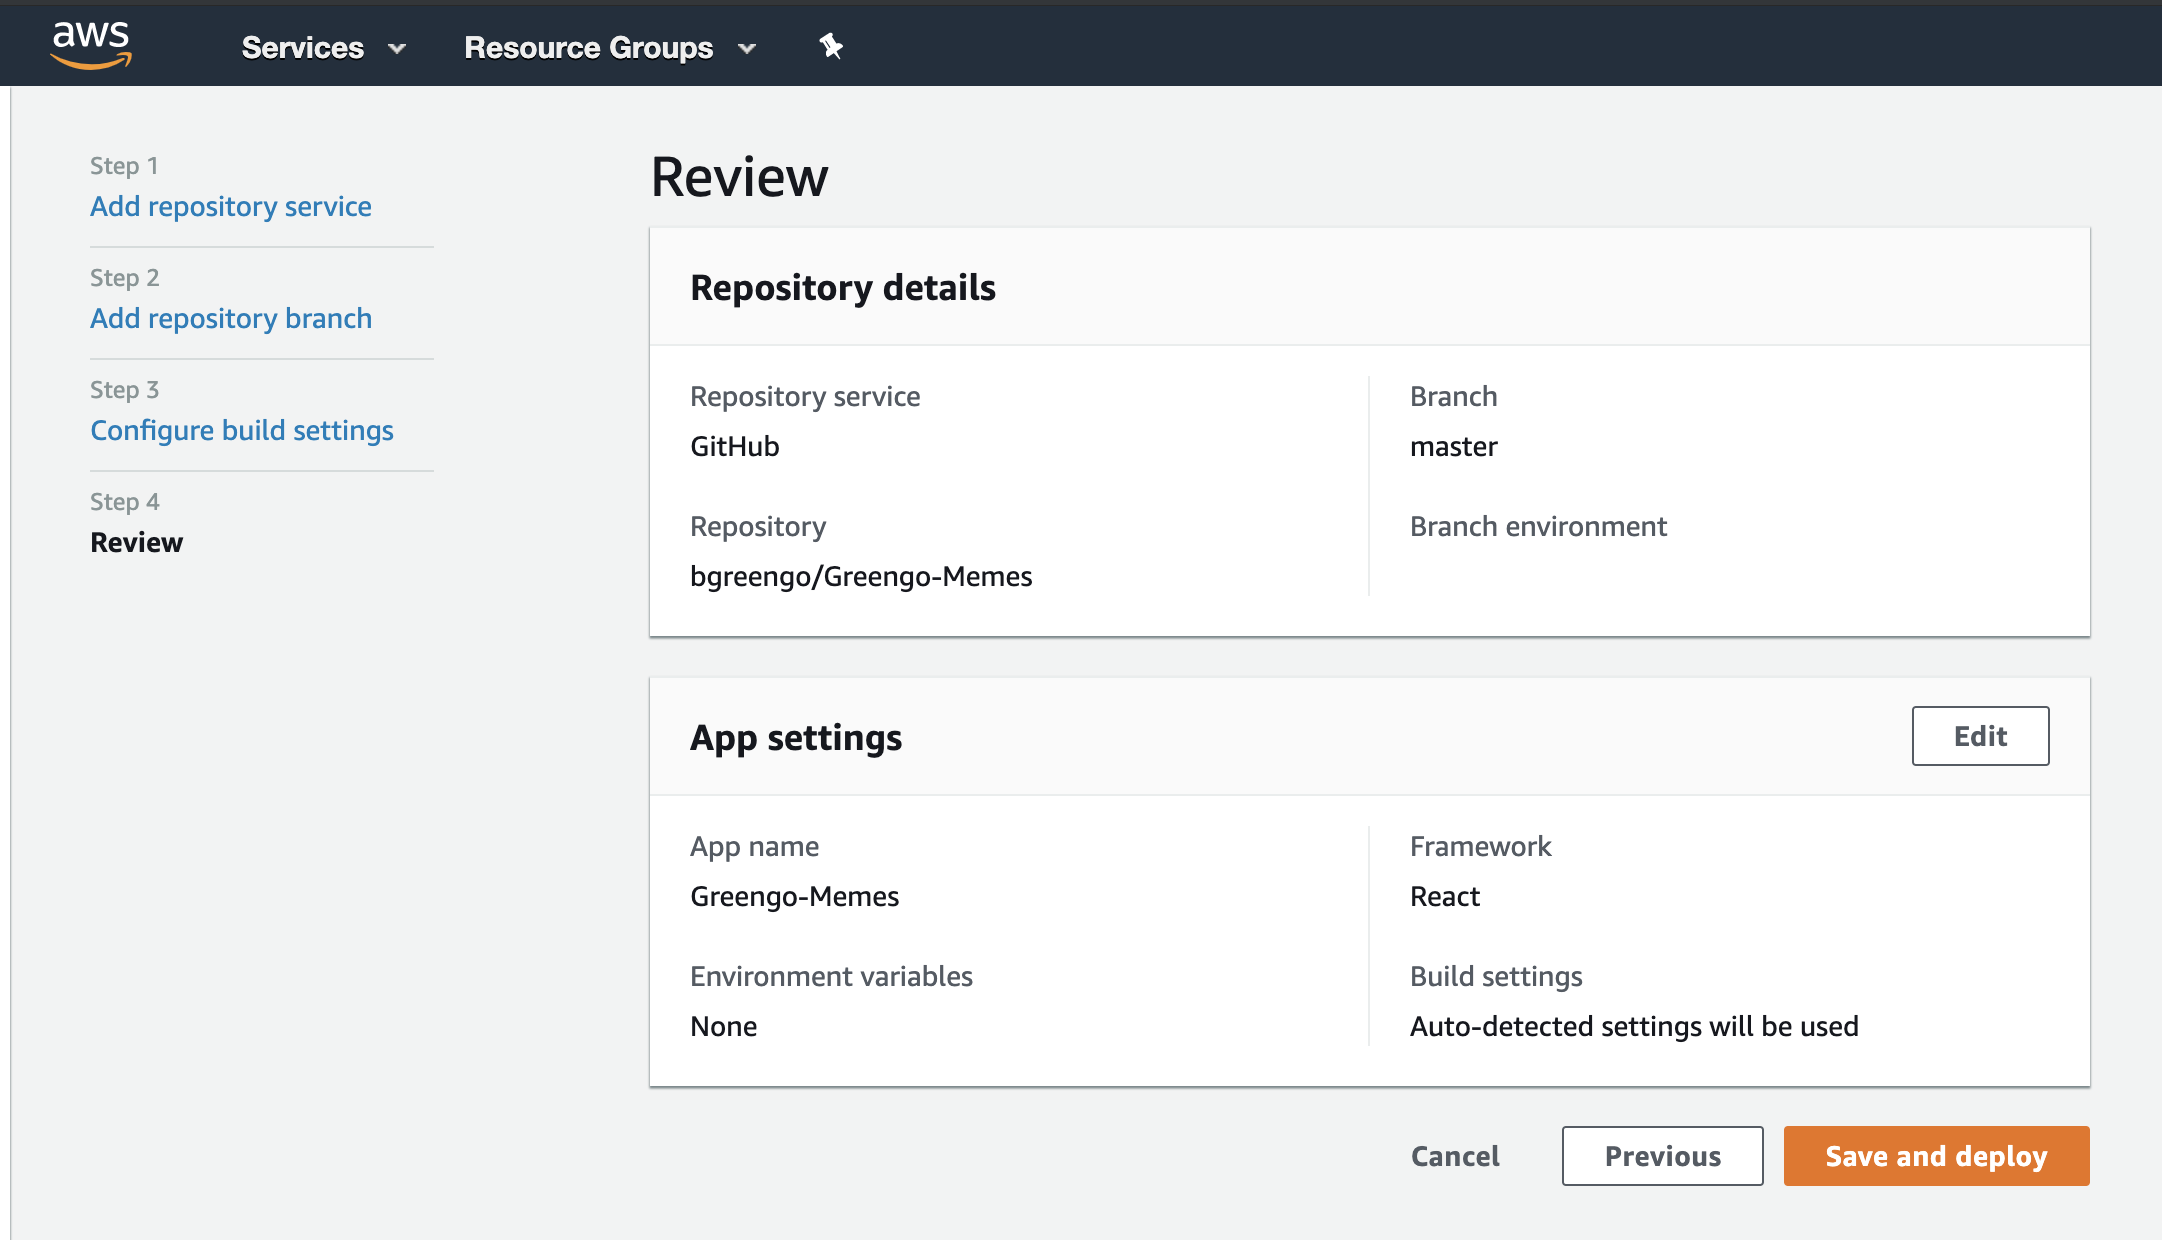 aws Services Resource Groups
Step 1
Add repository service
Step 2
Add repository branch
Step 3
Configure build settings
Step 4
Review
Review
Repository details
Repository service
GitHub
Branch
master
Repository
bgreengo/Greengo-Memes
Branch environment
App settings
Edit
App name
Greengo-Memes
Framework
React
Environment variables
None
Build settings
Auto-detected settings will be used
Cancel Previous Save and deploy